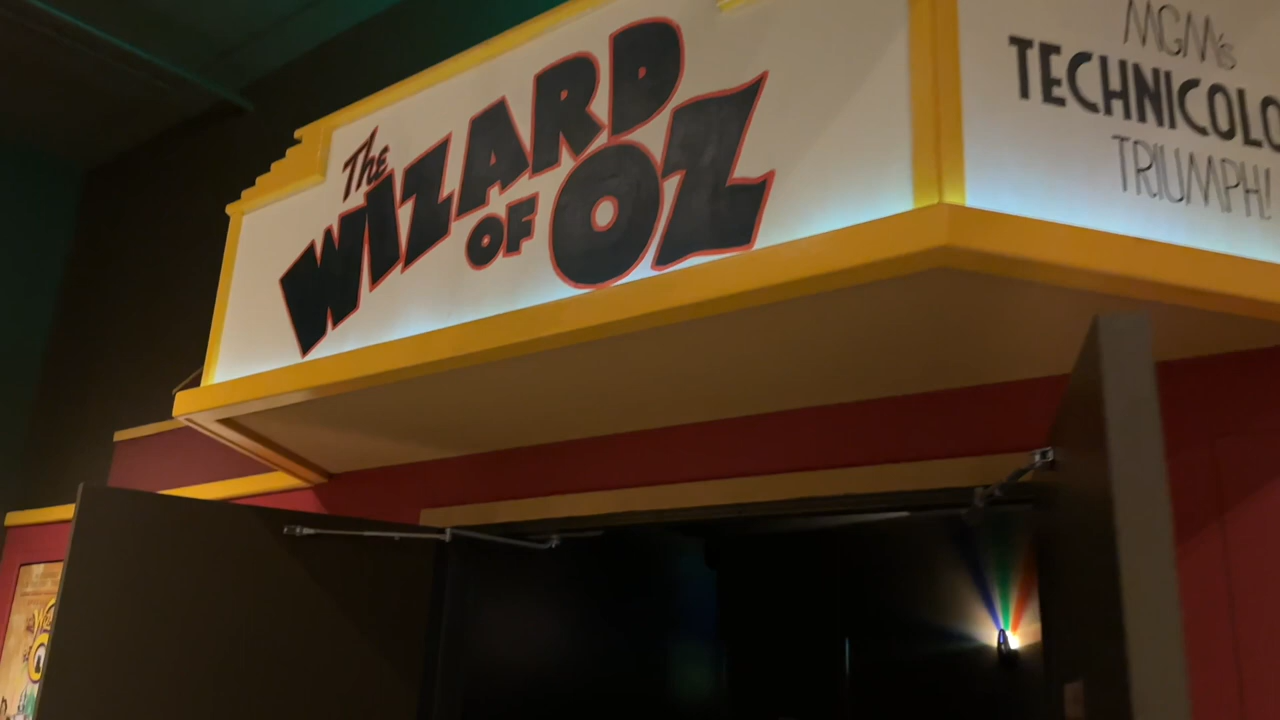 The
WIZARD
OF OZ
MGM's
TECHNICOLO
TRIUMPH!